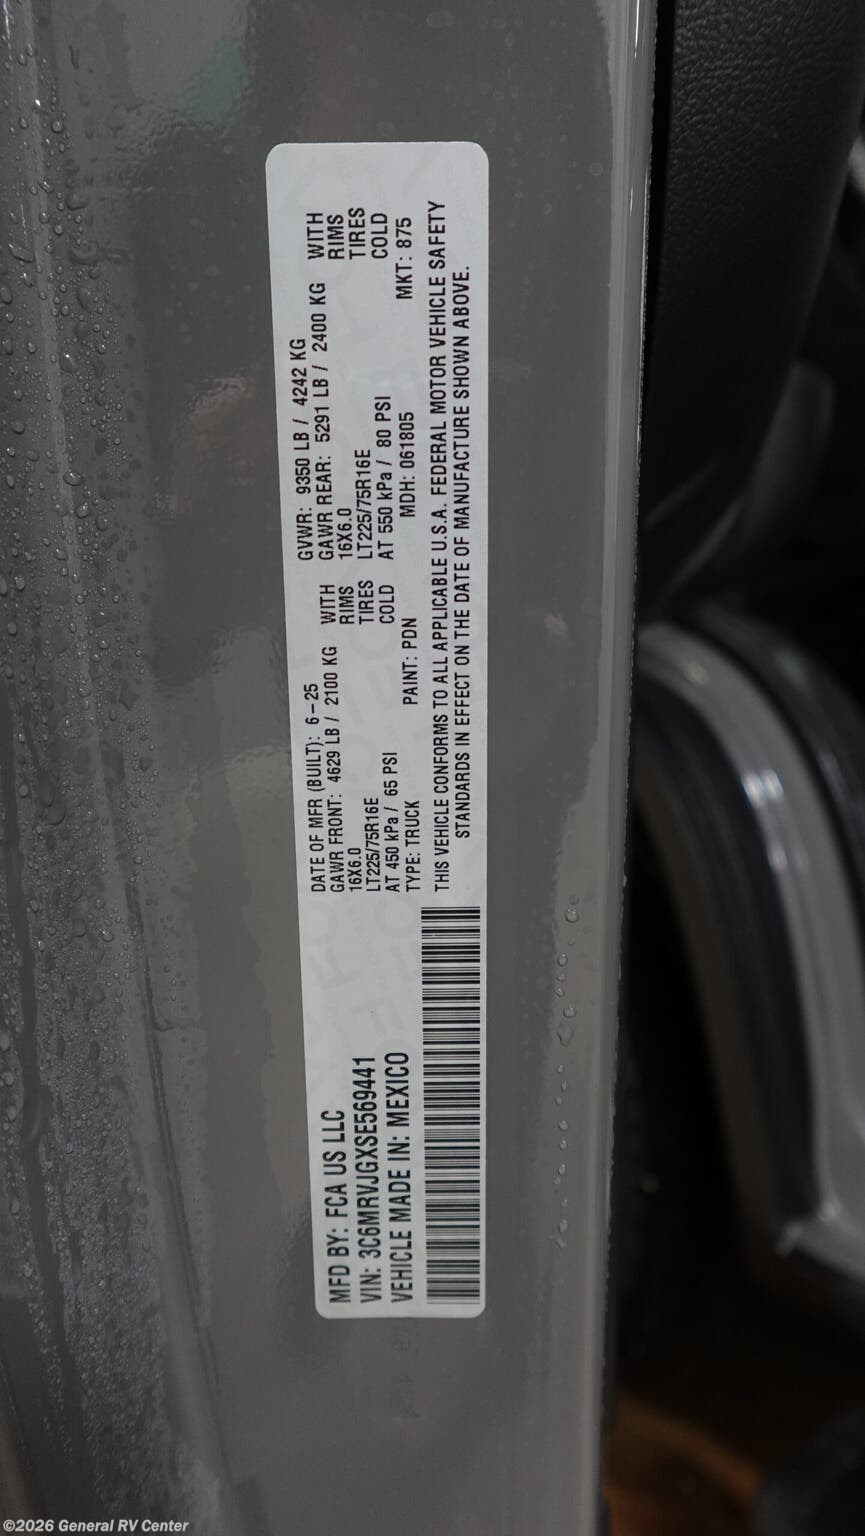 MFD BY: FCA US LLC
VIN: 3C6MRVJGXSE569441
VEHICLE MADE IN: MEXICO
DATE OF MFR (BUILT): 6-25
GVWR: 9350 LB / 4242 KG
GAWR FRONT: 4629 LB / 2100 KG WITH
GAWR REAR: 5291 LB / 2400 KG WITH
16X6.0 RIMS
16X6.0 RIMS
LT225/75R16E TIRES
LT225/75R16E TIRES
AT 450 kPa / 65 PSI COLD
AT 550 kPa / 80 PSI COLD
TYPE: TRUCK PAINT: PDN MDH: 061805 MKT: 875
THIS VEHICLE CONFORMS TO ALL APPLICABLE U.S.A. FEDERAL MOTOR VEHICLE SAFETY
STANDARDS IN EFFECT ON THE DATE OF MANUFACTURE SHOWN ABOVE.
©2026 General RV Center